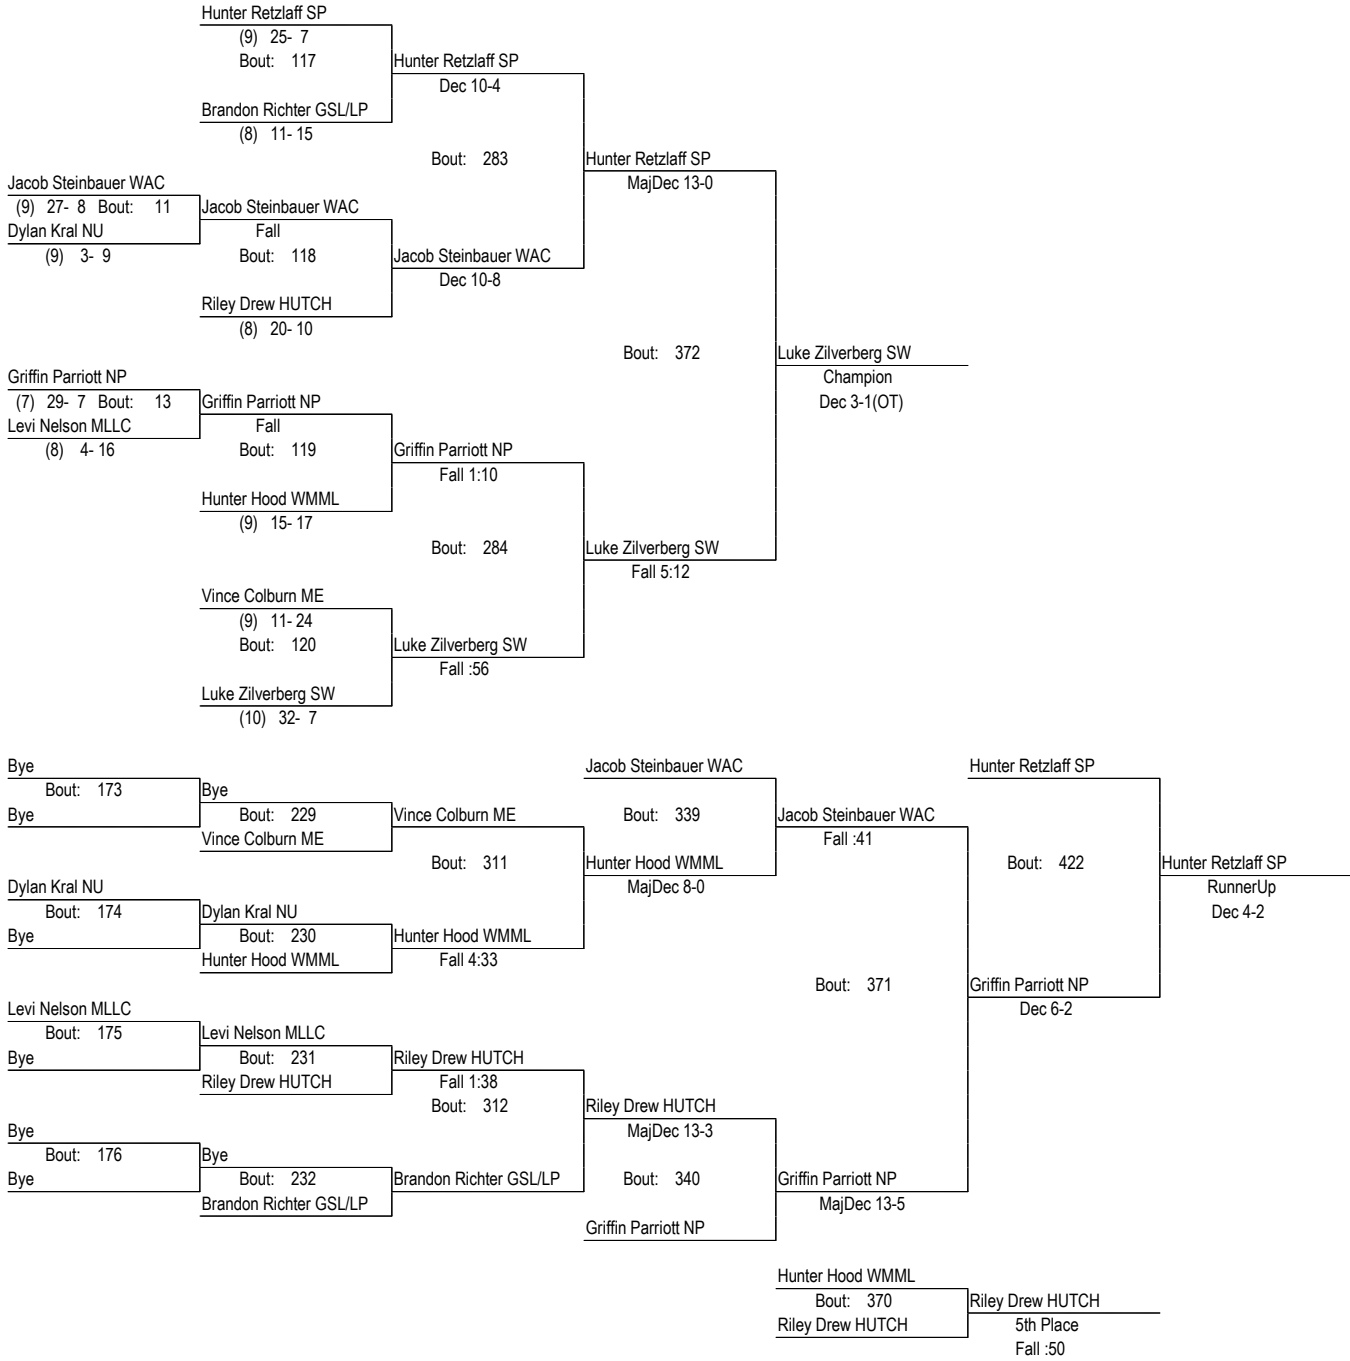 Hunter Retzlaff SP
(9) 25- 7
Bout: 117
Hunter Retzlaff SP
Dec 10-4
Brandon Richter GSL/LP
(8) 11- 15
Bout: 283
Hunter Retzlaff SP
MajDec 13-0
Jacob Steinbauer WAC
(9) 27- 8 Bout: 11
Jacob Steinbauer WAC
Dylan Kral NU
Fall
(9) 3- 9
Bout: 118
Jacob Steinbauer WAC
Dec 10-8
Riley Drew HUTCH
(8) 20- 10
Bout: 372
Luke Zilverberg SW
Champion
Dec 3-1(OT)
Griffin Parriott NP
(7) 29- 7 Bout: 13
Griffin Parriott NP
Levi Nelson MLLC
Fall
(8) 4- 16
Bout: 119
Griffin Parriott NP
Fall 1:10
Hunter Hood WMML
(9) 15- 17
Bout: 284
Luke Zilverberg SW
Fall 5:12
Vince Colburn ME
(9) 11- 24
Bout: 120
Luke Zilverberg SW
Fall :56
Luke Zilverberg SW
(10) 32- 7
Bye
Bout: 173
Bye
Bye
Bout: 229
Vince Colburn ME
Vince Colburn ME
Bout: 311
Jacob Steinbauer WAC
Bout: 339
Jacob Steinbauer WAC
Fall :41
Hunter Hood WMML
MajDec 8-0
Hunter Retzlaff SP
Bout: 422
Hunter Retzlaff SP
RunnerUp
Dec 4-2
Dylan Kral NU
Bout: 174
Bye
Dylan Kral NU
Bout: 230
Hunter Hood WMML
Hunter Hood WMML
Fall 4:33
Bout: 371
Griffin Parriott NP
Dec 6-2
Levi Nelson MLLC
Bout: 175
Bye
Levi Nelson MLLC
Bout: 231
Riley Drew HUTCH
Riley Drew HUTCH
Fall 1:38
Bout: 312
Riley Drew HUTCH
MajDec 13-3
Bye
Bout: 176
Bye
Bye
Bout: 232
Brandon Richter GSL/LP
Brandon Richter GSL/LP
Bout: 340
Griffin Parriott NP
MajDec 13-5
Griffin Parriott NP
Hunter Hood WMML
Bout: 370
Riley Drew HUTCH
Riley Drew HUTCH
5th Place
Fall :50